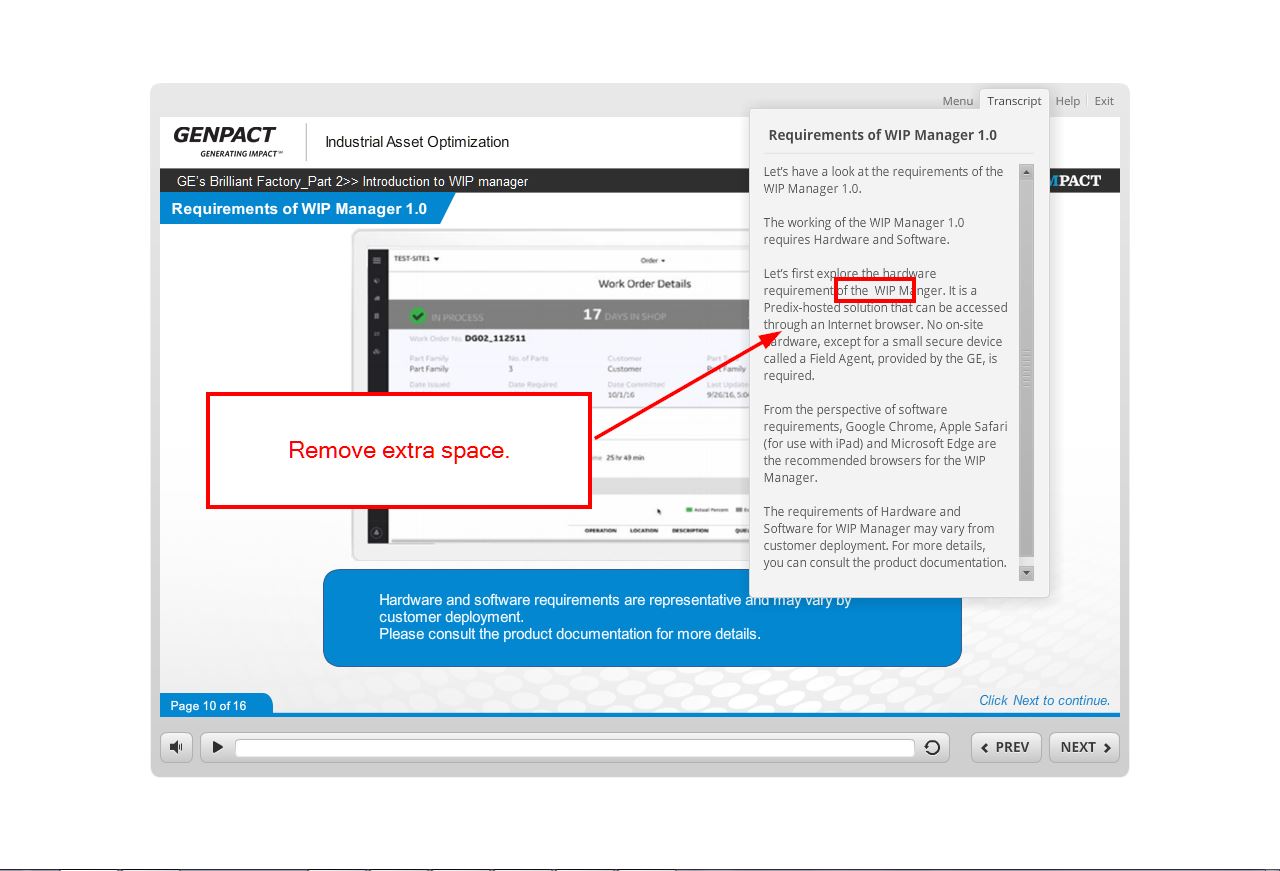 Menu Transcript Help Exit
GENPACT
GENERATING IMPACT℠
Industrial Asset Optimization
GE's Brilliant Factory_Part 2>> Introduction to WIP manager
PACT
Requirements of WIP Manager 1.0
TEST-SITE1
Order
Work Order Details
IN PROCESS
17 DAYS IN SHOP
Work Order No. DG02_112511
Part Family No. of Parts Customer
Part Family 3 Customer Family
Date Issued Date Required Date Committed Last Update
10/1/16 9/26/16, 5:0
25 hr 49 min
Actual Percent
OPERATION LOCATION DESCRIPTION
Remove extra space.
Requirements of WIP Manager 1.0
Let's have a look at the requirements of the
WIP Manager 1.0.
The working of the WIP Manager 1.0
requires Hardware and Software.
Let's first explore the hardware
requirement of the  WIP Manger. It is a
Predix-hosted solution that can be accessed
through an Internet browser. No on-site
hardware, except for a small secure device
called a Field Agent, provided by the GE, is
required.
From the perspective of software
requirements, Google Chrome, Apple Safari
(for use with iPad) and Microsoft Edge are
the recommended browsers for the WIP
Manager.
The requirements of Hardware and
Software for WIP Manager may vary from
customer deployment. For more details,
you can consult the product documentation.
Hardware and software requirements are representative and may vary by
customer deployment.
Please consult the product documentation for more details.
Page 10 of 16
Click Next to continue.
PREV
NEXT